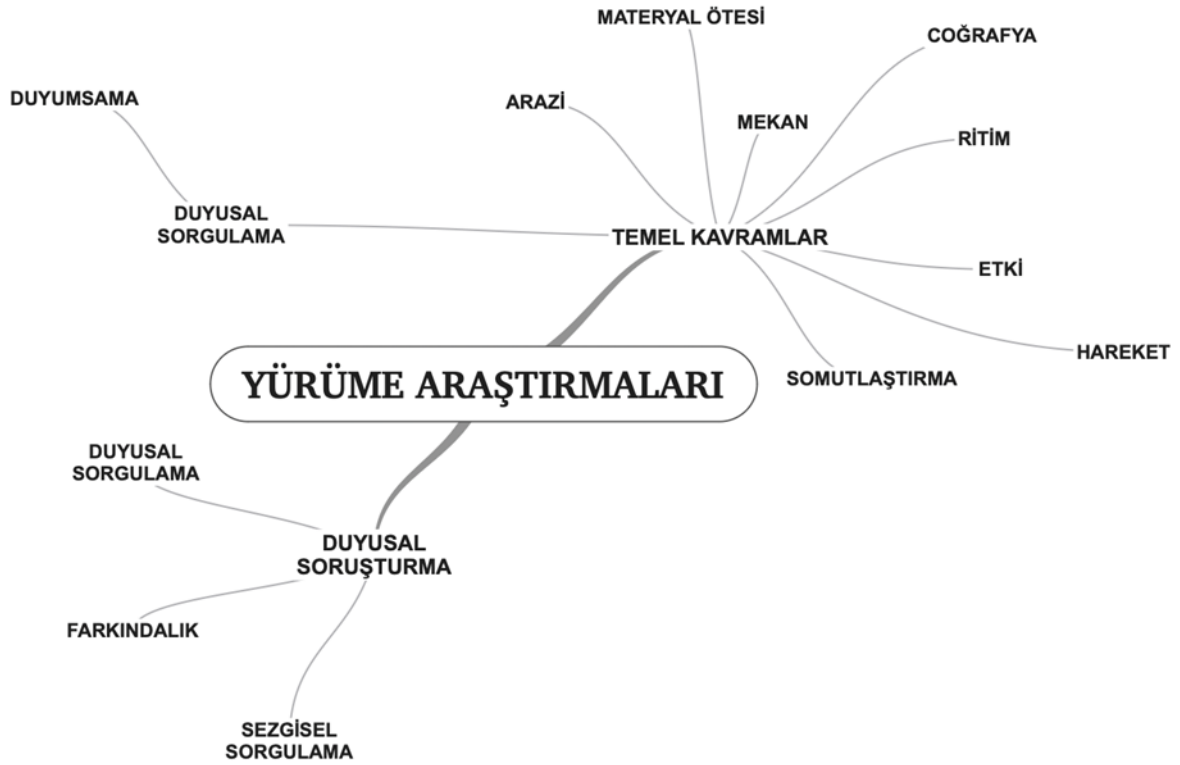 MATERYAL ÖTESİ
COĞRAFYA
DUYUMSAMA
ARAZİ
MEKAN
RİTİM
DUYUSAL
SORGULAMA
TEMEL KAVRAMLAR
ETKİ
HAREKET
SOMUTLAŞTIRMA
YÜRÜME ARAŞTIRMALARI
DUYUSAL
SORGULAMA
DUYUSAL
SORUŞTURMA
FARKINDALIK
SEZGİSEL
SORGULAMA